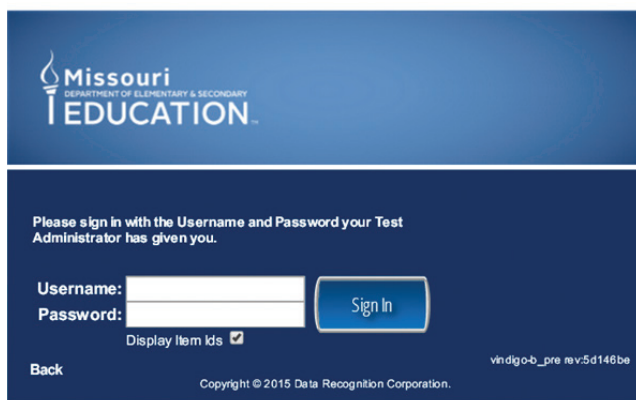 Missouri
DEPARTMENT OF ELEMENTARY & SECONDARY
EDUCATION™
Please sign in with the Username and Password your Test
Administrator has given you.
Username:
Password:
Sign In
Display Item Ids
Back
vindigo-b_pre rev:5d146be
Copyright © 2015 Data Recognition Corporation.